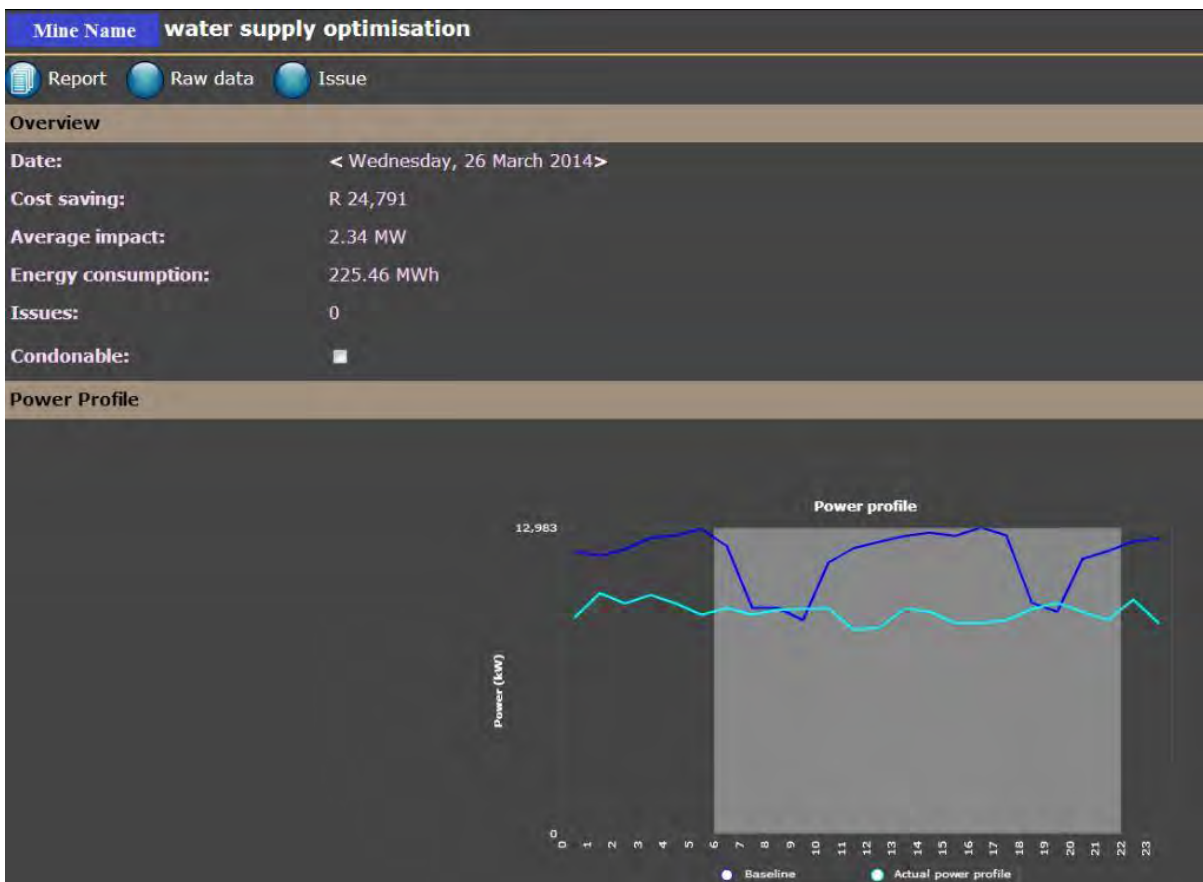 Mine Name water supply optimisation
Report Raw data Issue
Overview
Date: < Wednesday, 26 March 2014>
Cost saving: R 24,791
Average impact: 2.34 MW
Energy consumption: 225.46 MWh
Issues: 0
Condonable:
Power Profile
Power profile
12,983
Power (kW)
0
0 1 2 3 4 5 6 7 8 9 10 11 12 13 14 15 16 17 18 19 20 21 22 23
Baseline Actual power profile